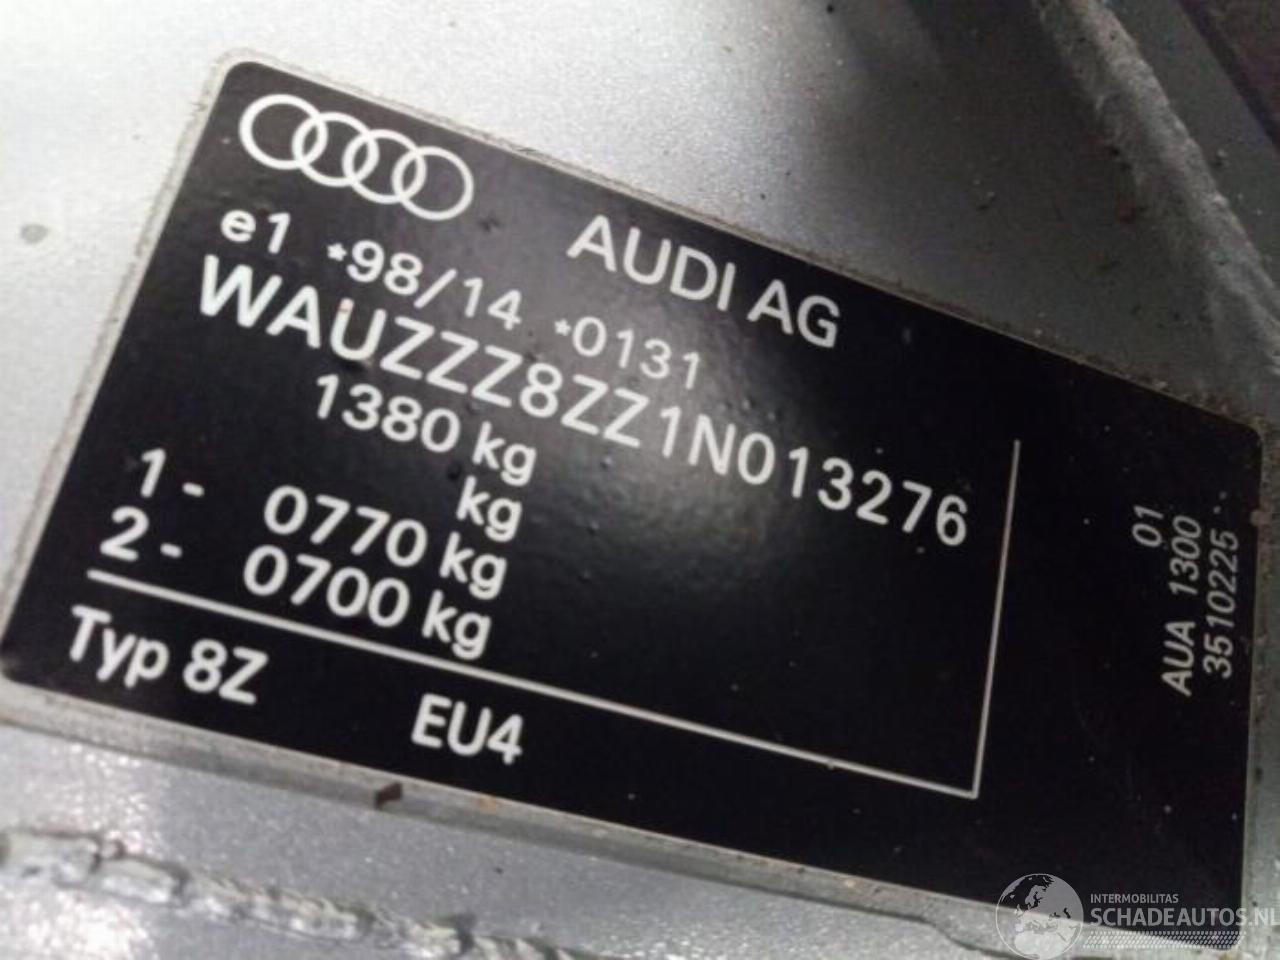 AUDI AG
e1 *98/14 *0131
WAUZZZ8ZZ1N013276
1380 kg
kg
1- 0770 kg
2- 0700 kg
Typ 8Z EU4
01
AUA 1300
3510225
INTERMOBILITAS
SCHADEAUTOS.NL